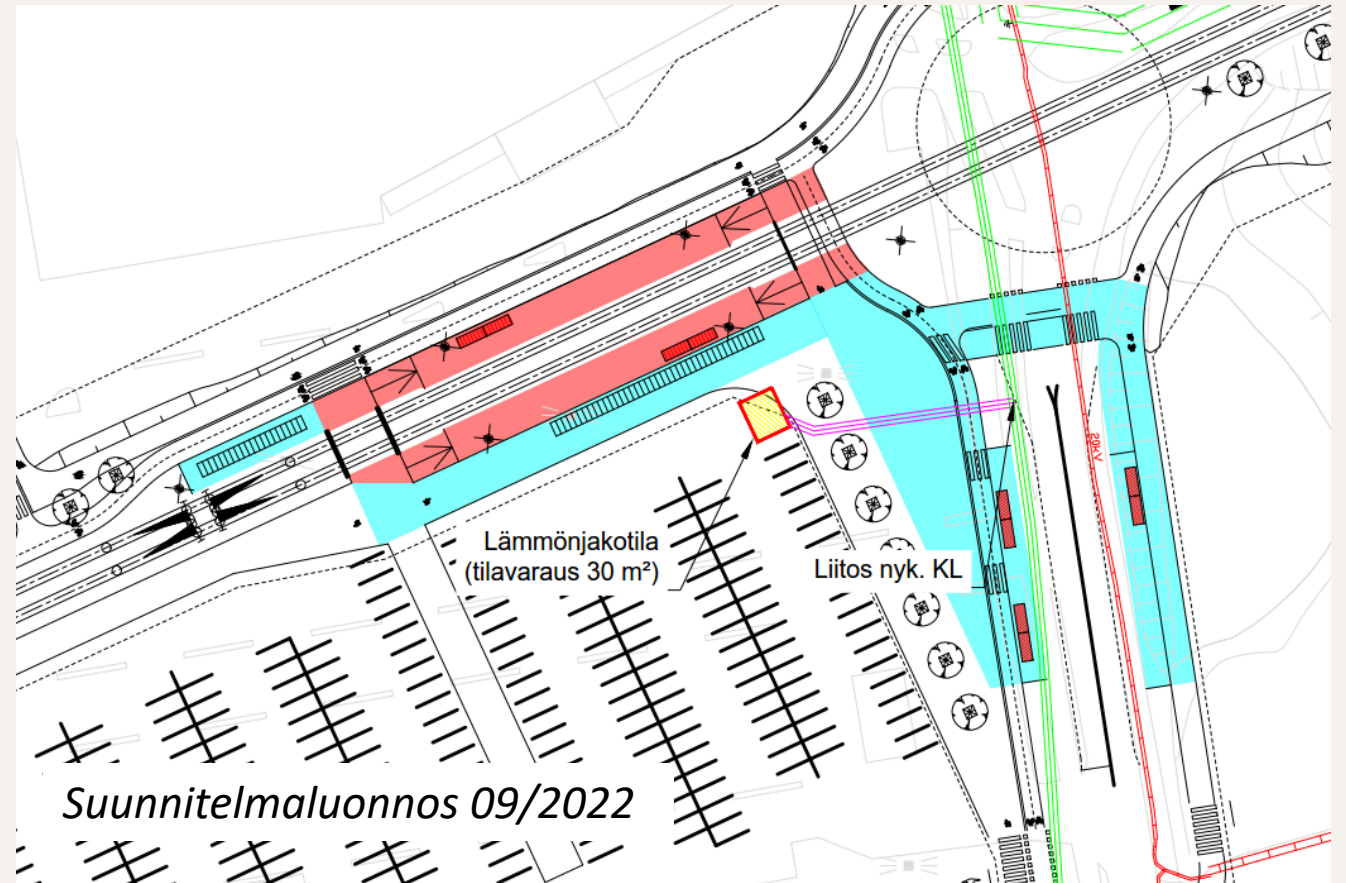 20KV
Lämmönjakotila
(tilavaraus 30 m²)
Liitos nyk. KL
Suunnitelmaluonnos 09/2022